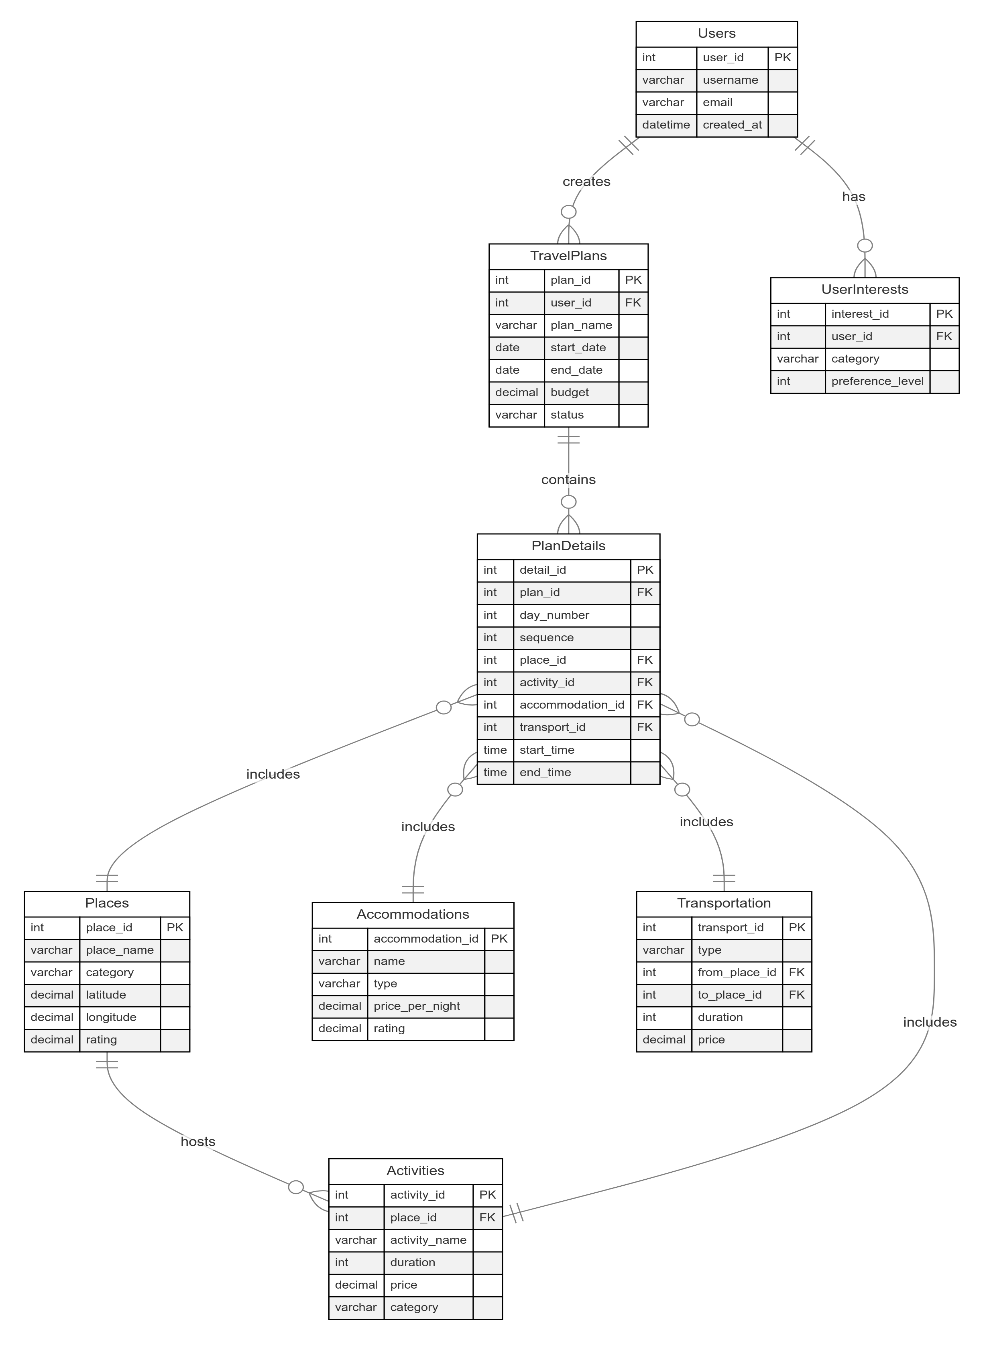 Users
int user_id PK
varchar username
varchar email
datetime created_at
creates
has
TravelPlans
int plan_id PK
int user_id FK
varchar plan_name
date start_date
date end_date
decimal budget
varchar status
UserInterests
int interest_id PK
int user_id FK
varchar category
int preference_level
contains
PlanDetails
int detail_id PK
int plan_id FK
int day_number
int sequence
int place_id FK
int activity_id FK
int accommodation_id FK
int transport_id FK
time start_time
time end_time
includes
includes
includes
Places
int place_id PK
varchar place_name
varchar category
decimal latitude
decimal longitude
decimal rating
Accommodations
int accommodation_id PK
varchar name
varchar type
decimal price_per_night
decimal rating
Transportation
int transport_id PK
varchar type
int from_place_id FK
int to_place_id FK
int duration
decimal price
includes
hosts
Activities
int activity_id PK
int place_id FK
varchar activity_name
int duration
decimal price
varchar category